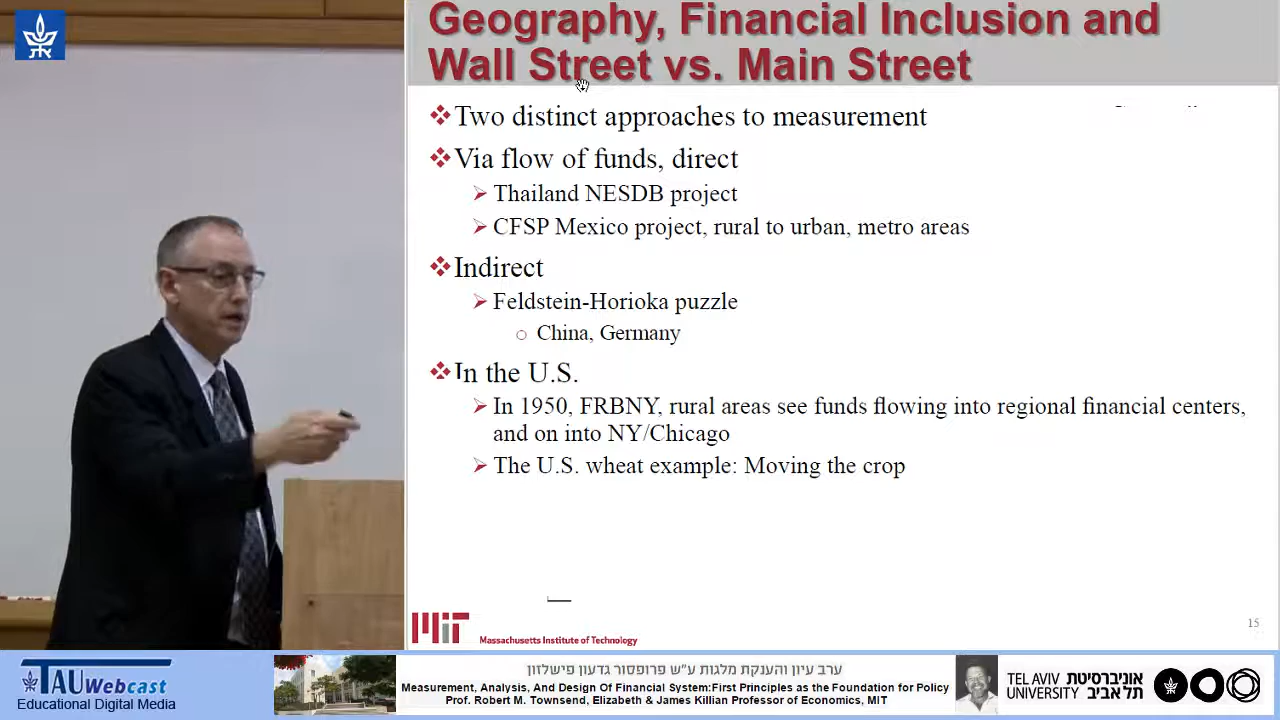 Geography, Financial Inclusion and
Wall Street vs. Main Street
Two distinct approaches to measurement
Via flow of funds, direct
Thailand NESDB project
CFSP Mexico project, rural to urban, metro areas
Indirect
Feldstein-Horioka puzzle
China, Germany
In the U.S.
In 1950, FRBNY, rural areas see funds flowing into regional financial centers,
and on into NY/Chicago
The U.S. wheat example: Moving the crop
15
MIT
Massachusetts Institute of Technology
TAU Webcast
Educational Digital Media
ערב עיון והענקת מלגות ע״ש פרופסור גדעון פישלזון
Measurement, Analysis, And Design Of Financial System:First Principles as the Foundation for Policy
Prof. Robert M. Townsend, Elizabeth & James Killian Professor of Economics, MIT
TEL AVIV אוניברסיטת
UNIVERSITY תל אביב